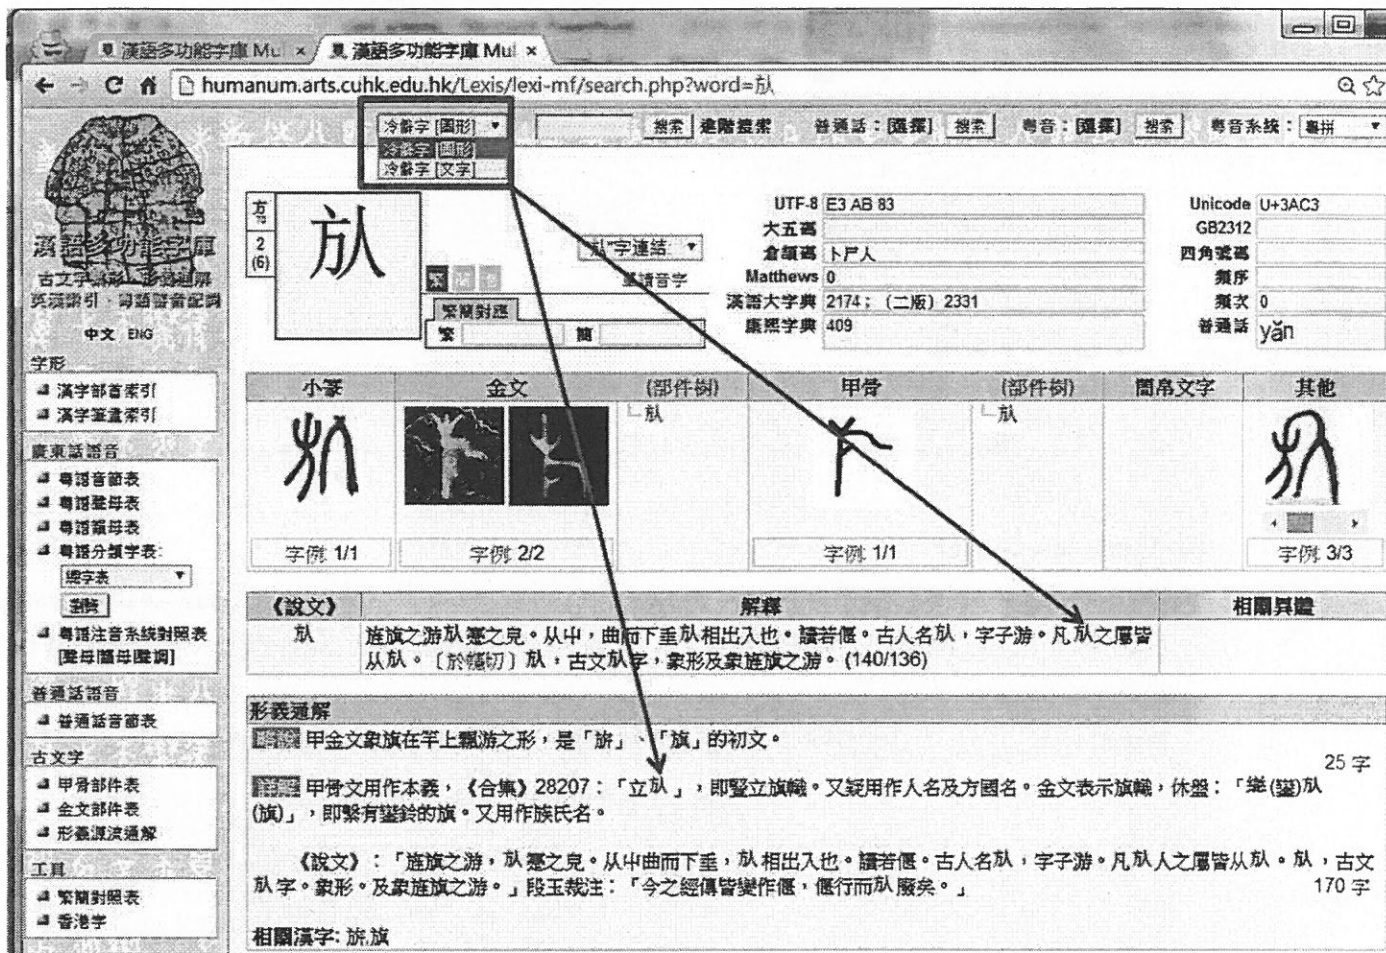 漢語多功能字庫 Mul × 漢語多功能字庫 Mul ×
humanum.arts.cuhk.edu.hk/Lexis/lexi-mf/search.php?word=㫃
冷僻字 [圖形] 搜索 進階搜索 普通話：[選擇] 搜索 粵音：[選擇] 搜索 粵音系統：粵拼
冷僻字 [圖形]
冷僻字 [文字]
漢語多功能字庫
中文 ENG
字形
漢字部首索引
漢字筆畫索引
廣東話語音
粵語音節表
粵語聲母表
粵語韻母表
粵語分類字表:
總字表
瀏覽
粵語注音系統對照表
[聲母|韻母|聲調]
普通話語音
普通話音節表
古文字
甲骨部件表
金文部件表
形義源流通解
工具
繁簡對照表
香港字
方
70
2
(6)
㫃
"㫃"字連結:
單讀音字
繁簡對應
繁 簡
UTF-8 E3 AB 83
大五碼
倉頡碼 卜尸人
Matthews 0
漢語大字典 2174；（二版）2331
康熙字典 409
Unicode U+3AC3
GB2312
四角號碼
頻序
頻次 0
普通話 yǎn
小篆 金文 (部件樹) 甲骨 (部件樹) 簡帛文字 其他
㫃 㫃
字例: 1/1 字例: 2/2 字例: 1/1 字例: 3/3
《說文》 解釋 相關異體
㫃 旌旗之游㫃蹇之皃。从屮，曲而下垂㫃相出入也。讀若偃。古人名㫃，字子游。凡㫃之屬皆
从㫃。〔於幰切〕㫃，古文㫃字，象形及象旌旗之游。 (140/136)
形義通解
略說 甲金文象旗在竿上飄游之形，是「旂」、「旗」的初文。
25 字
詳解 甲骨文用作本義，《合集》28207：「立㫃」，即豎立旗幟。又疑用作人名及方國名。金文表示旗幟，休盤：「䜌(鑾)㫃
(旂)」，即繫有鑾鈴的旗。又用作族氏名。
《說文》：「旌旗之游，㫃蹇之皃。从屮曲而下垂，㫃相出入也。讀若偃。古人名㫃，字子游。凡㫃人之屬皆从㫃。㫃，古文
㫃字。象形。及象旌旗之游。」段玉裁注：「今之經傳皆變作偃，偃行而㫃廢矣。」
170 字
相關漢字: 旂,旗